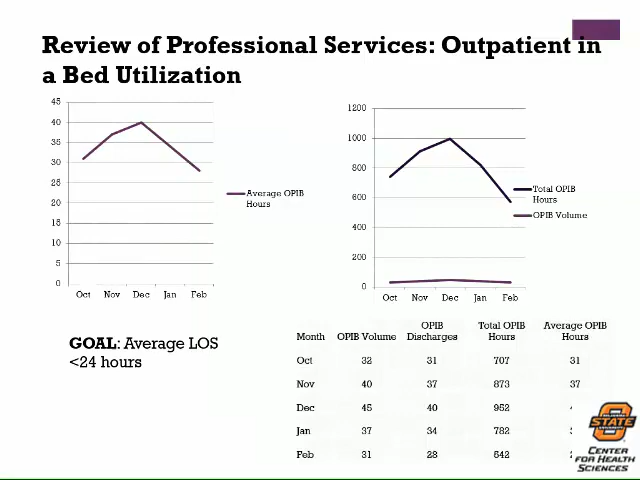 Review of Professional Services: Outpatient in
a Bed Utilization
45
40
35
30
25
20
15
10
5
0
Oct Nov Dec Jan Feb
Average OPIB
Hours
1200
1000
800
600
400
200
0
Oct Nov Dec Jan Feb
Total OPIB
Hours
OPIB Volume
GOAL: Average LOS
<24 hours
Month OPIB Volume OPIB Discharges Total OPIB Hours Average OPIB Hours
Oct 32 31 707 31
Nov 40 37 873 37
Dec 45 40 952
Jan 37 34 782
Feb 31 28 542
STATE
CENTER
FOR HEALTH
SCIENCES